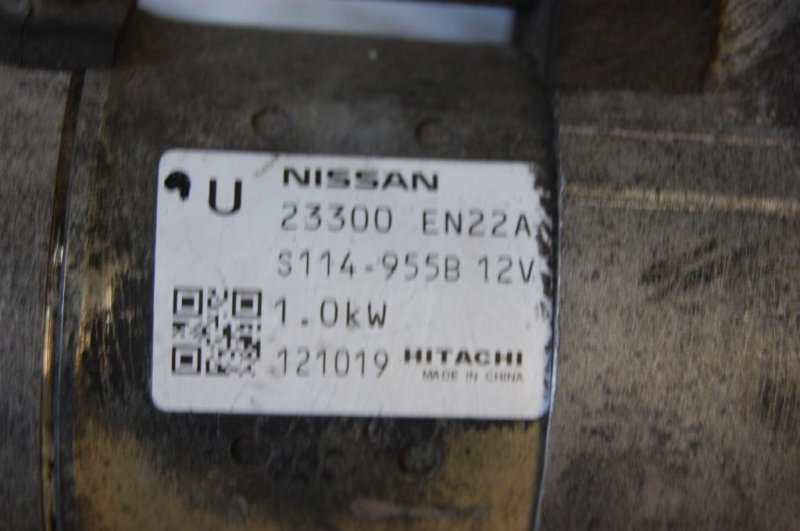 U NISSAN
23300 EN22A
S114-955B 12V
1.0kW
121019 HITACHI
MADE IN CHINA